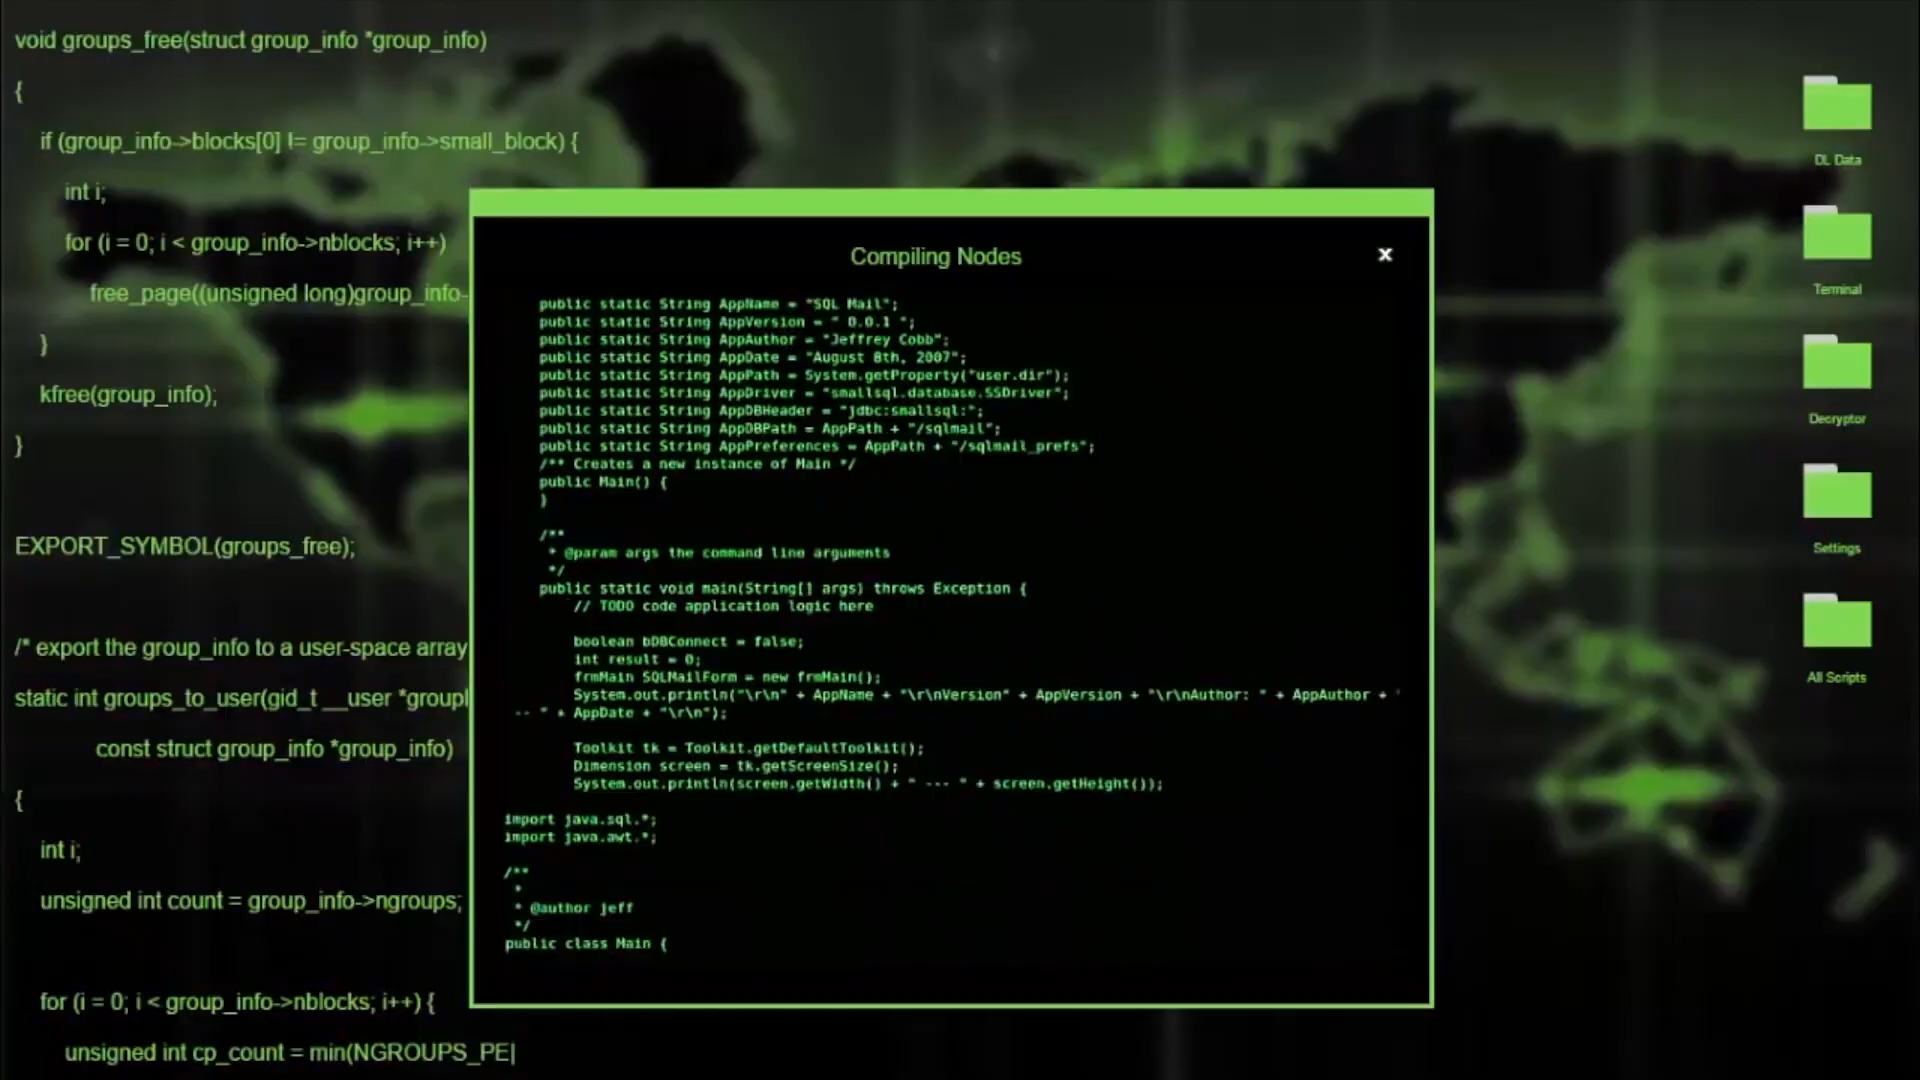 void groups_free(struct group_info *group_info)
{
if (group_info->blocks[0] != group_info->small_block) {
int i;
for (i = 0; i < group_info->nblocks; i++)
free_page((unsigned long)group_info-
}
kfree(group_info);
}
EXPORT_SYMBOL(groups_free);
/* export the group_info to a user-space array
static int groups_to_user(gid_t __user *groupl
const struct group_info *group_info)
{
int i;
unsigned int count = group_info->ngroups;
for (i = 0; i < group_info->nblocks; i++) {
unsigned int cp_count = min(NGROUPS_PE|
Compiling Nodes
x
public static String AppName = "SQL Mail";
public static String AppVersion = " 0.0.1 ";
public static String AppAuthor = "Jeffrey Cobb";
public static String AppDate = "August 8th, 2007";
public static String AppPath = System.getProperty("user.dir");
public static String AppDriver = "smallsql.database.SSDriver";
public static String AppDBHeader = "jdbc:smallsql:";
public static String AppDBPath = AppPath + "/sqlmail";
public static String AppPreferences = AppPath + "/sqlmail_prefs";
/** Creates a new instance of Main */
public Main() {
}
/**
* @param args the command line arguments
*/
public static void main(String[] args) throws Exception {
// TODO code application logic here
boolean bDBConnect = false;
int result = 0;
frmMain SQLMailForm = new frmMain();
System.out.println("\r\n" + AppName + "\r\nVersion" + AppVersion + "\r\nAuthor: " + AppAuthor + "
-- " + AppDate + "\r\n");
Toolkit tk = Toolkit.getDefaultToolkit();
Dimension screen = tk.getScreenSize();
System.out.println(screen.getWidth() + " --- " + screen.getHeight());
import java.sql.*;
import java.awt.*;
/**
*
* @author jeff
*/
public class Main {
DL Data
Terminal
Decryptor
Settings
All Scripts